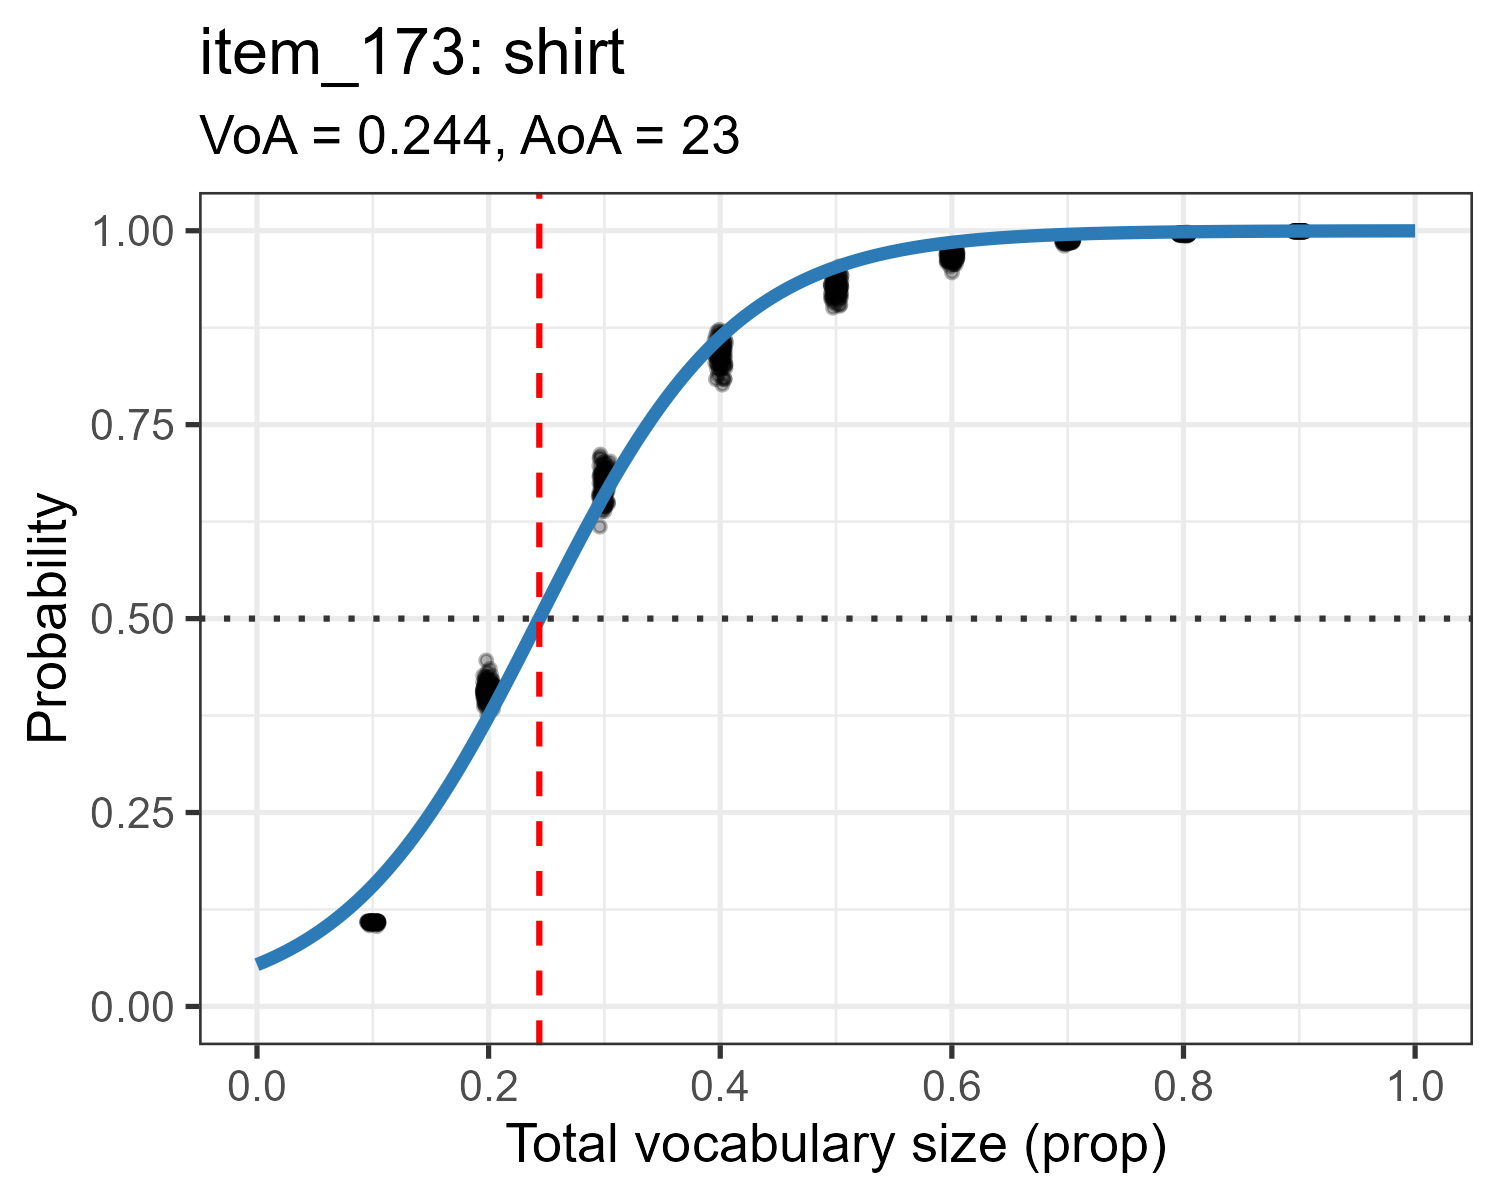 item_173: shirt
VoA = 0.244, AoA = 23
Probability
1.00
0.75
0.50
0.25
0.00
0.0 0.2 0.4 0.6 0.8 1.0
Total vocabulary size (prop)